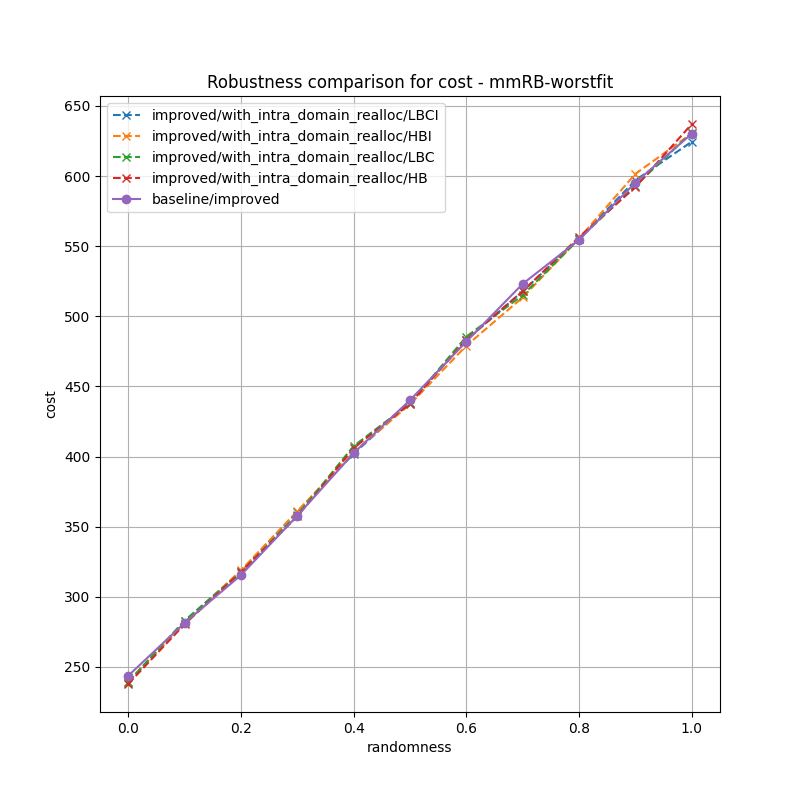 Robustness comparison for cost - mmRB-worstfit
650
600
550
500
450
400
350
300
250
cost
improved/with_intra_domain_realloc/LBCI
improved/with_intra_domain_realloc/HBI
improved/with_intra_domain_realloc/LBC
improved/with_intra_domain_realloc/HB
baseline/improved
0.0 0.2 0.4 0.6 0.8 1.0
randomness